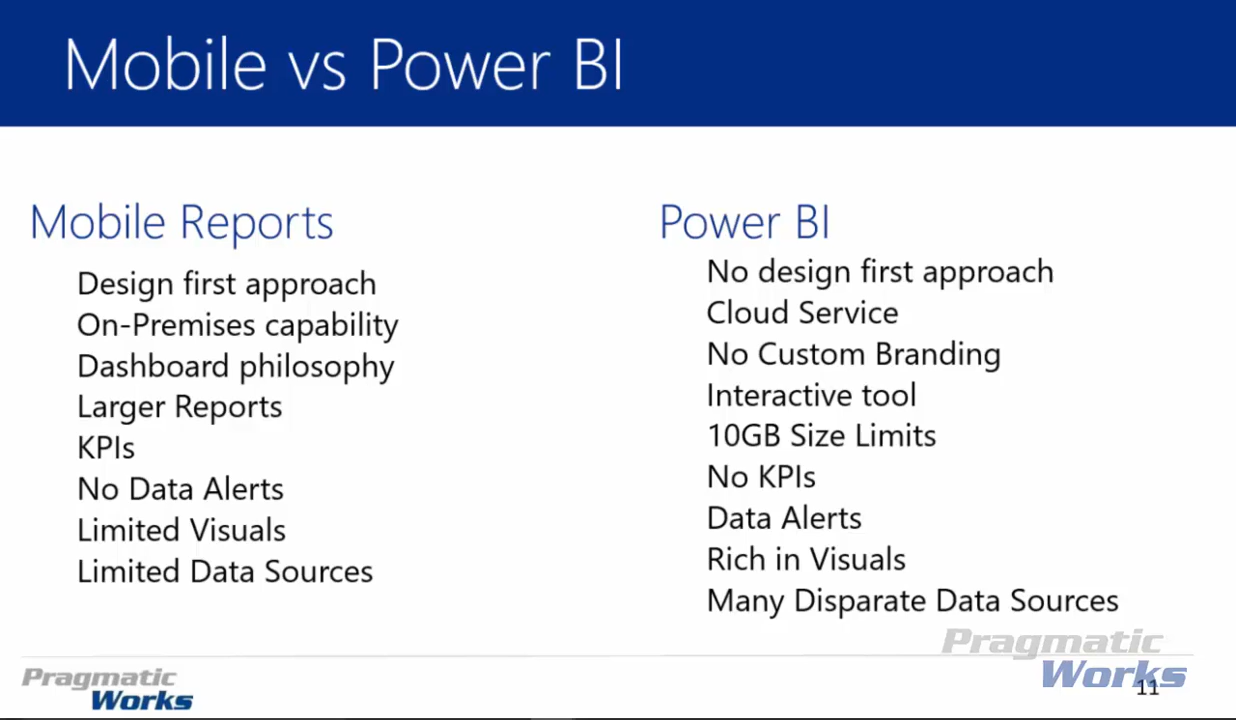 Mobile vs Power BI
Mobile Reports
Design first approach
On-Premises capability
Dashboard philosophy
Larger Reports
KPIs
No Data Alerts
Limited Visuals
Limited Data Sources
Power BI
No design first approach
Cloud Service
No Custom Branding
Interactive tool
10GB Size Limits
No KPIs
Data Alerts
Rich in Visuals
Many Disparate Data Sources
Pragmatic
Works
Pragmatic
Works
11